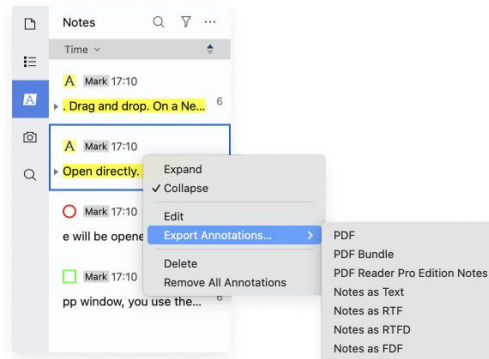 Notes
Time
A Mark 17:10
. Drag and drop. On a Ne... 6
A Mark 17:10
Open directly.
Mark 17:10
e will be opene
Mark 17:10
pp window, you use the... 6
Expand
✓ Collapse
Edit
Export Annotations...
Delete
Remove All Annotations
PDF
PDF Bundle
PDF Reader Pro Edition Notes
Notes as Text
Notes as RTF
Notes as RTFD
Notes as FDF